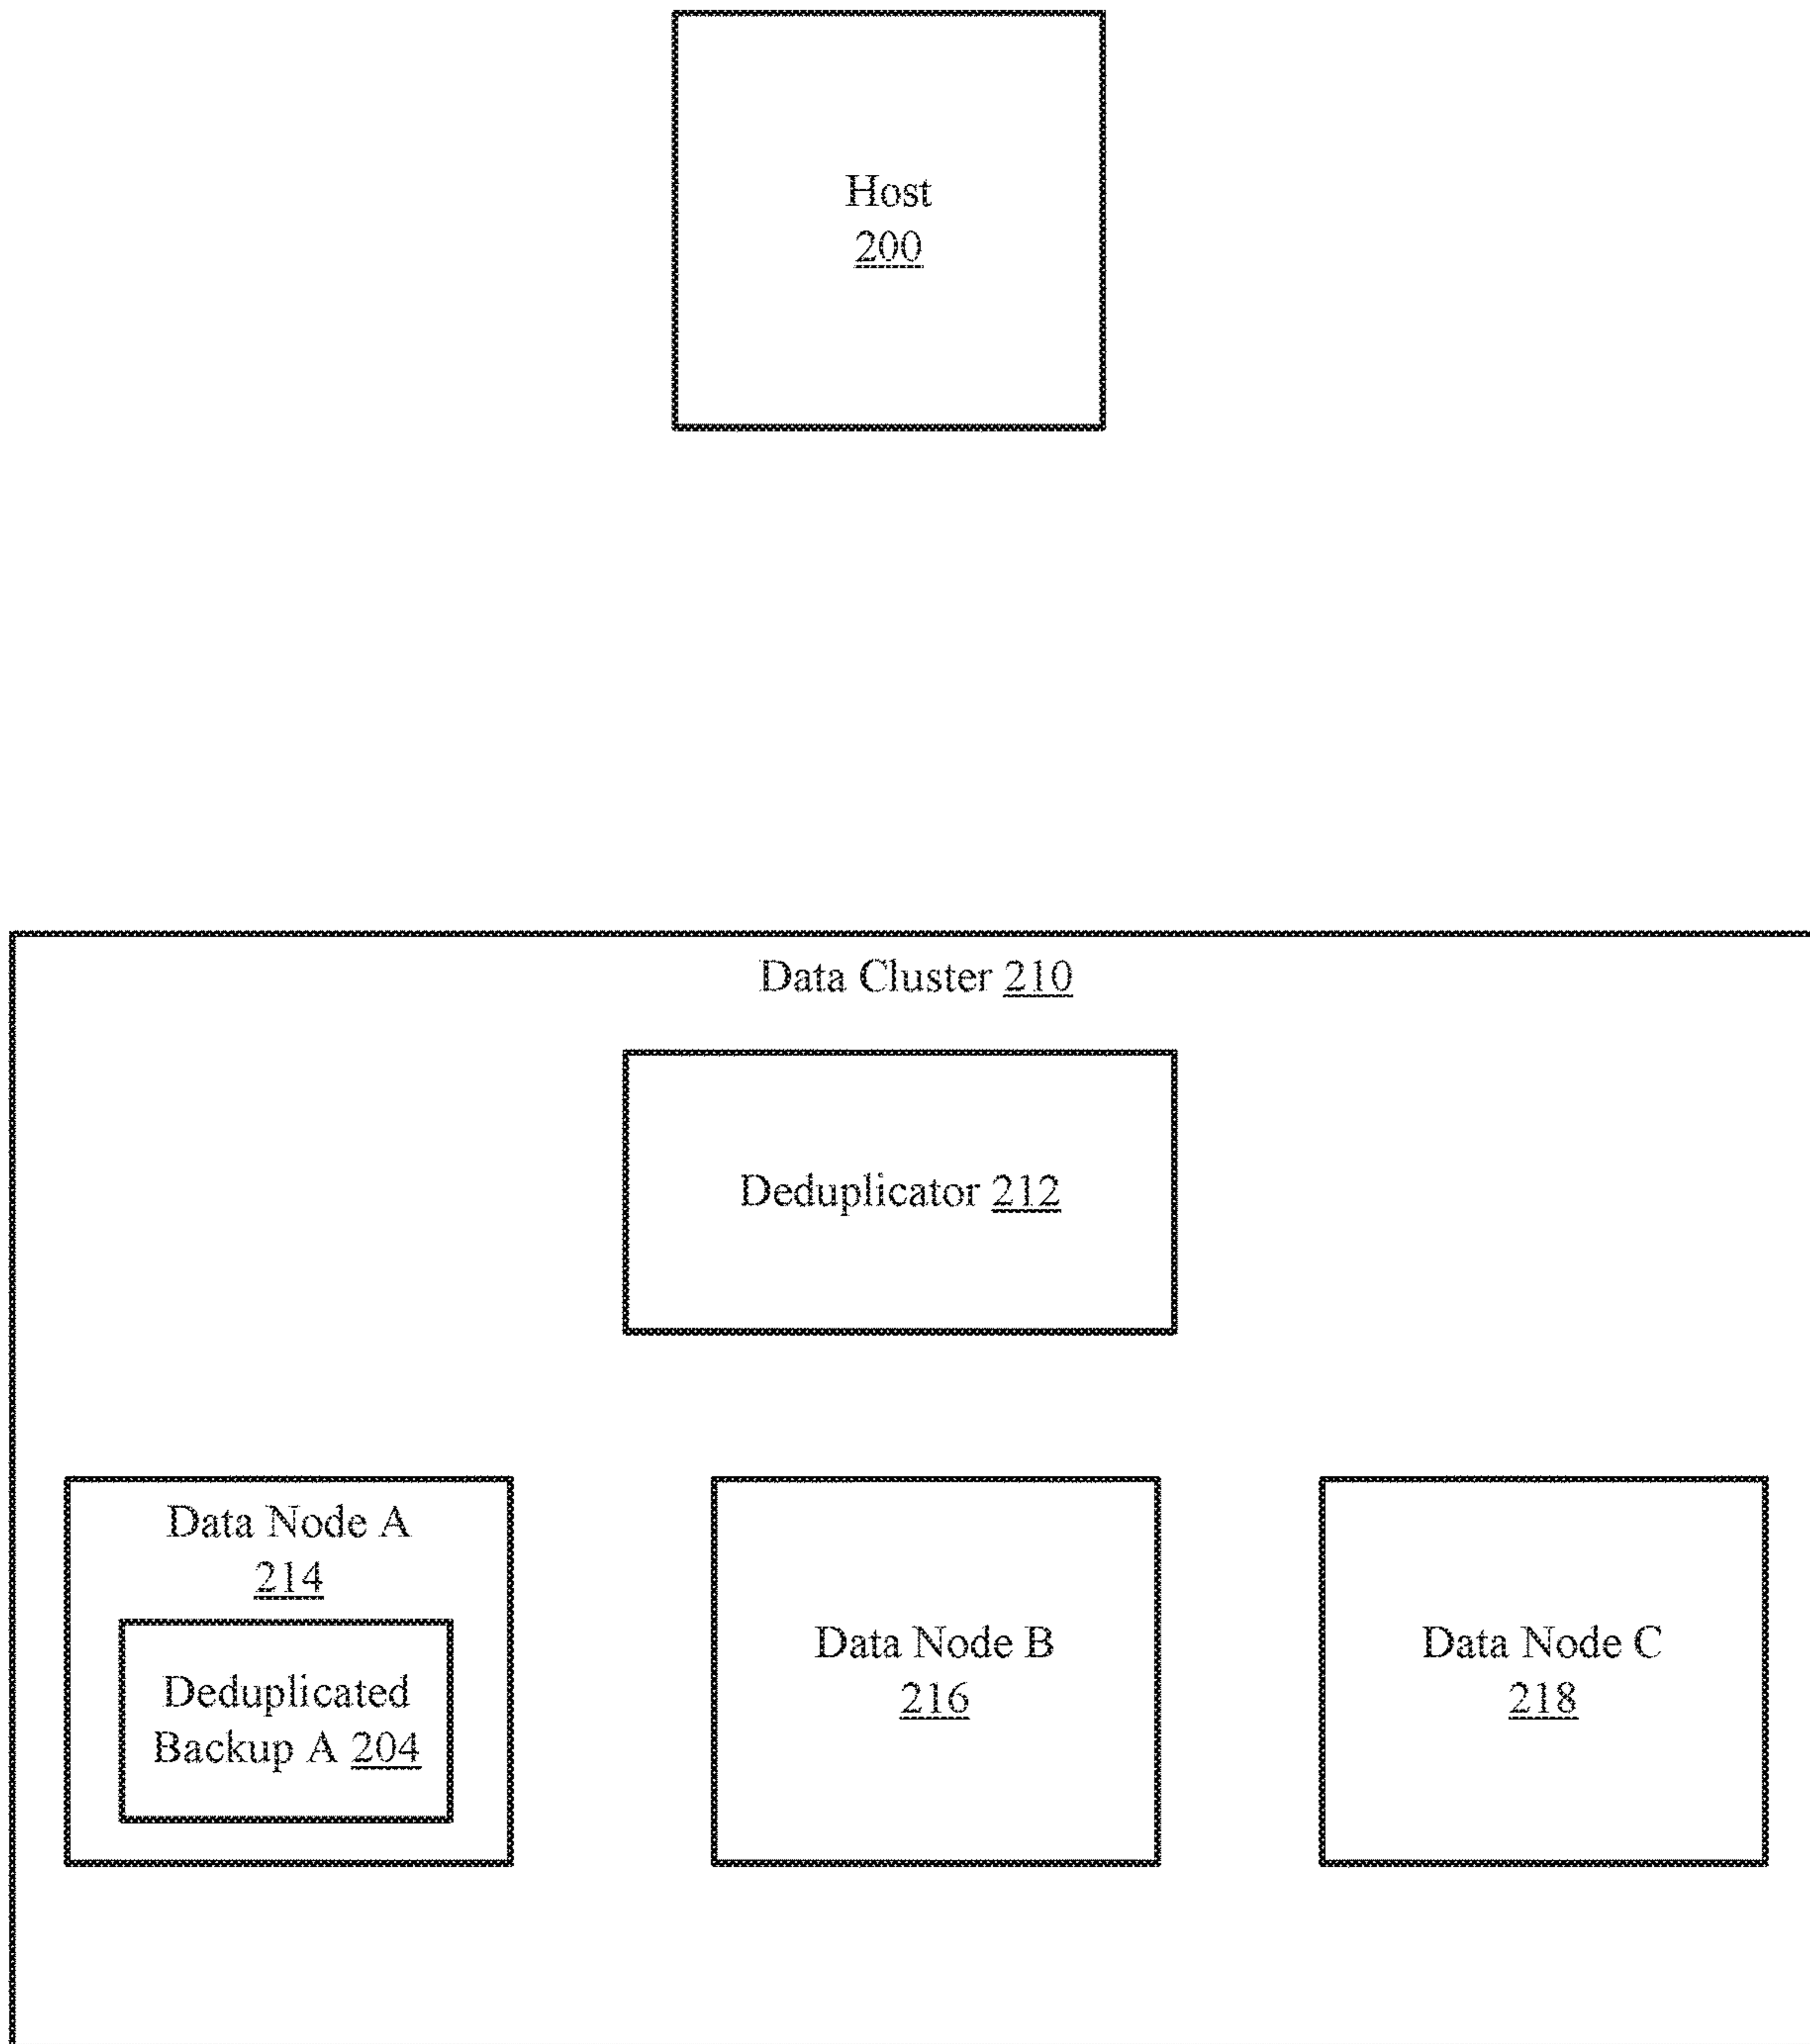 Host
200
Data Cluster 210
Deduplicator 212
Data Node A
214
Deduplicated
Backup A 204
Data Node B
216
Data Node C
218